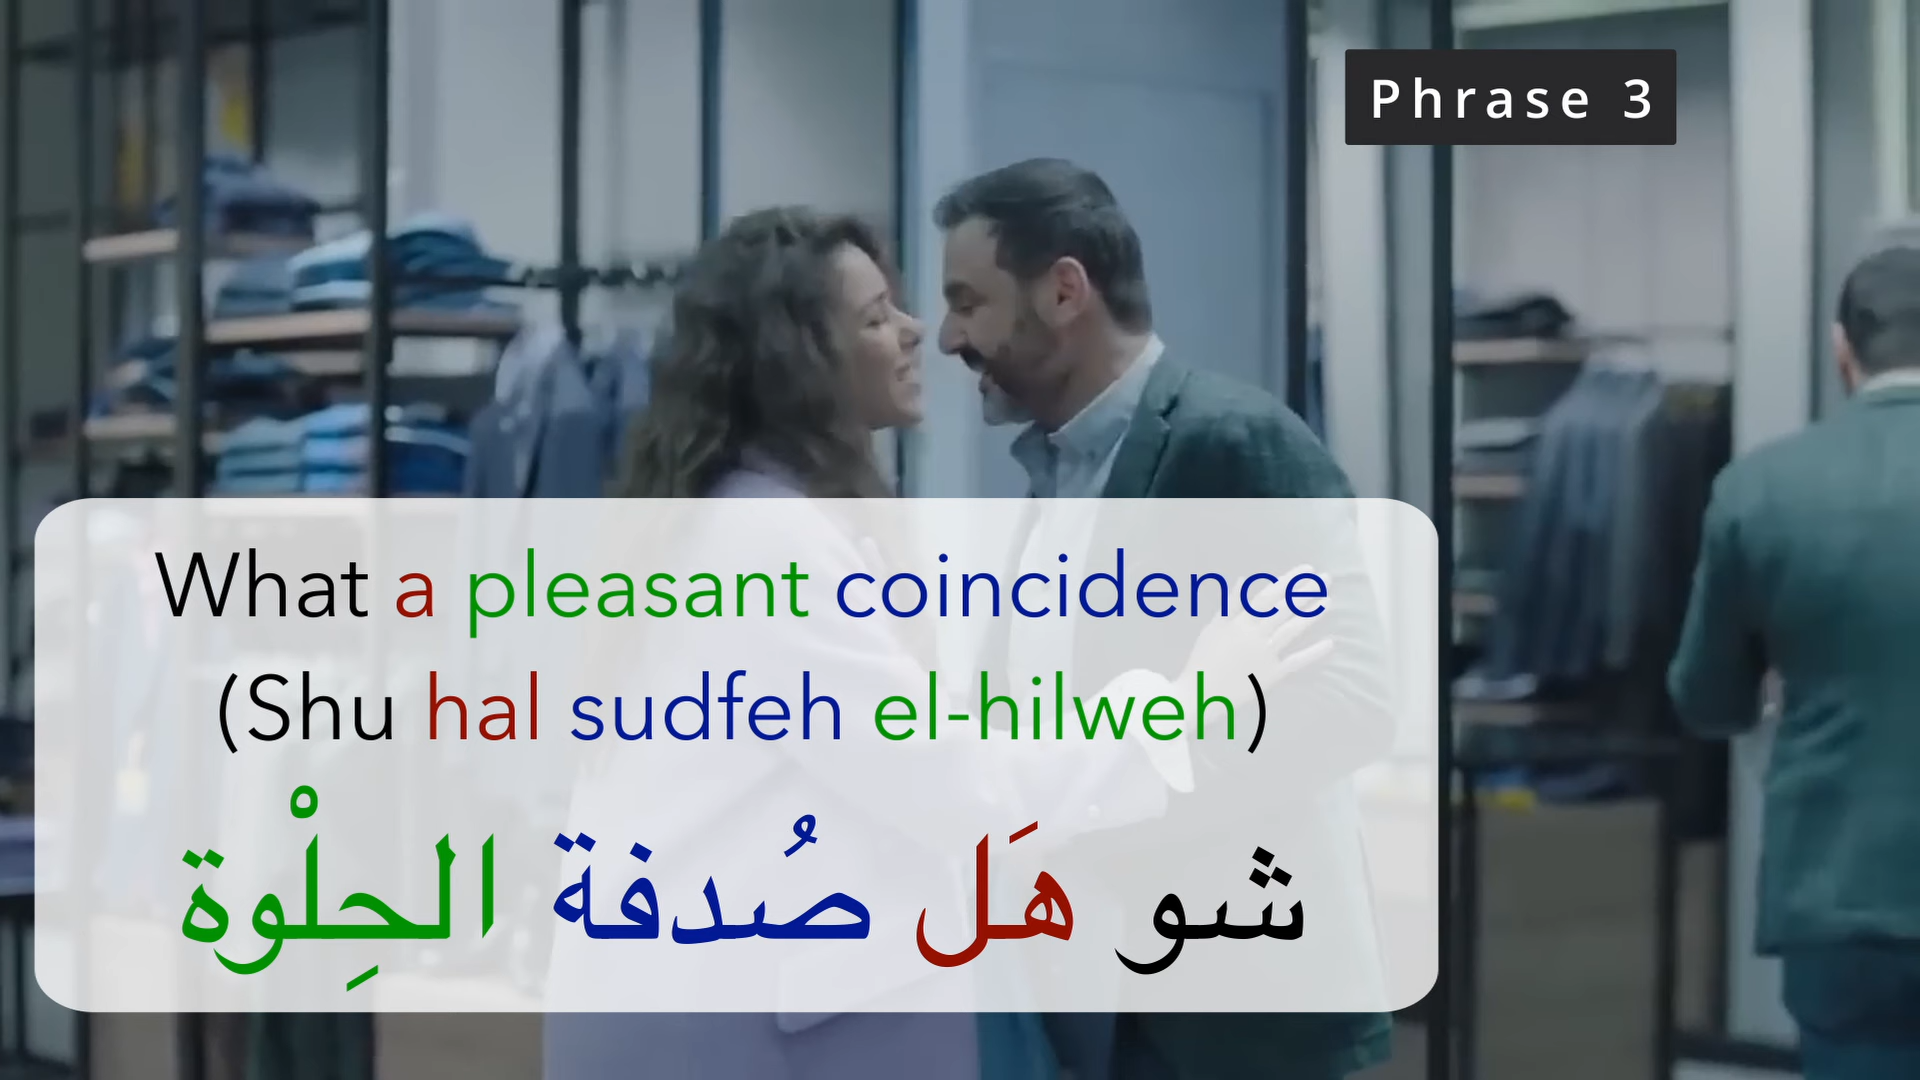 Phrase 3
What a pleasant coincidence
(Shu hal sudfeh el-hilweh)
شو هَل صُدفة الحِلْوة